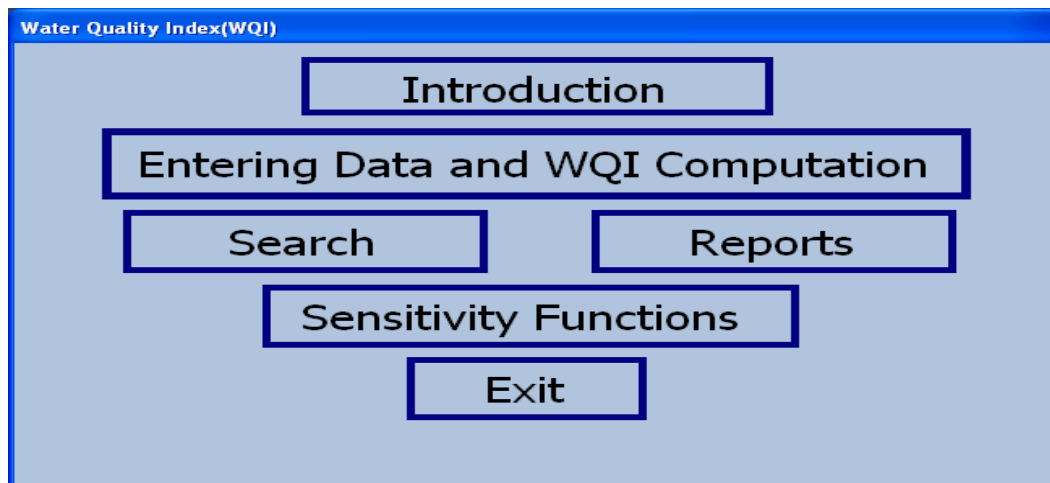 Water Quality Index(WQI)
Introduction
Entering Data and WQI Computation
Search
Reports
Sensitivity Functions
Exit